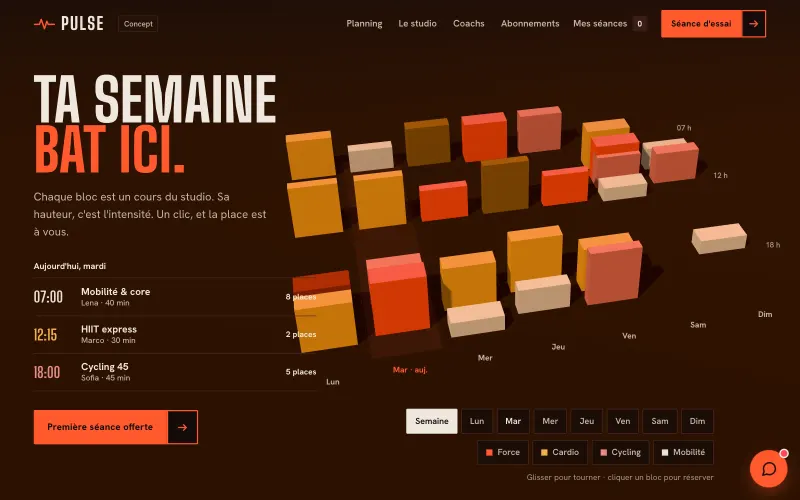 PULSE
Concept
Planning
Le studio
Coachs
Abonnements
Mes séances 0
Séance d'essai
TA SEMAINE
BAT ICI.
Chaque bloc est un cours du studio. Sa
hauteur, c'est l'intensité. Un clic, et la place est
à vous.
Aujourd'hui, mardi
07:00 Mobilité & core 8 places
Lena · 40 min
12:15 HIIT express 2 places
Marco · 30 min
18:00 Cycling 45 5 places
Sofia · 45 min
Première séance offerte
07 h
12 h
18 h
Lun
Mar · auj.
Mer
Jeu
Ven
Sam
Dim
Semaine Lun Mar Mer Jeu Ven Sam Dim
Force Cardio Cycling Mobilité
Glisser pour tourner · cliquer un bloc pour réserver